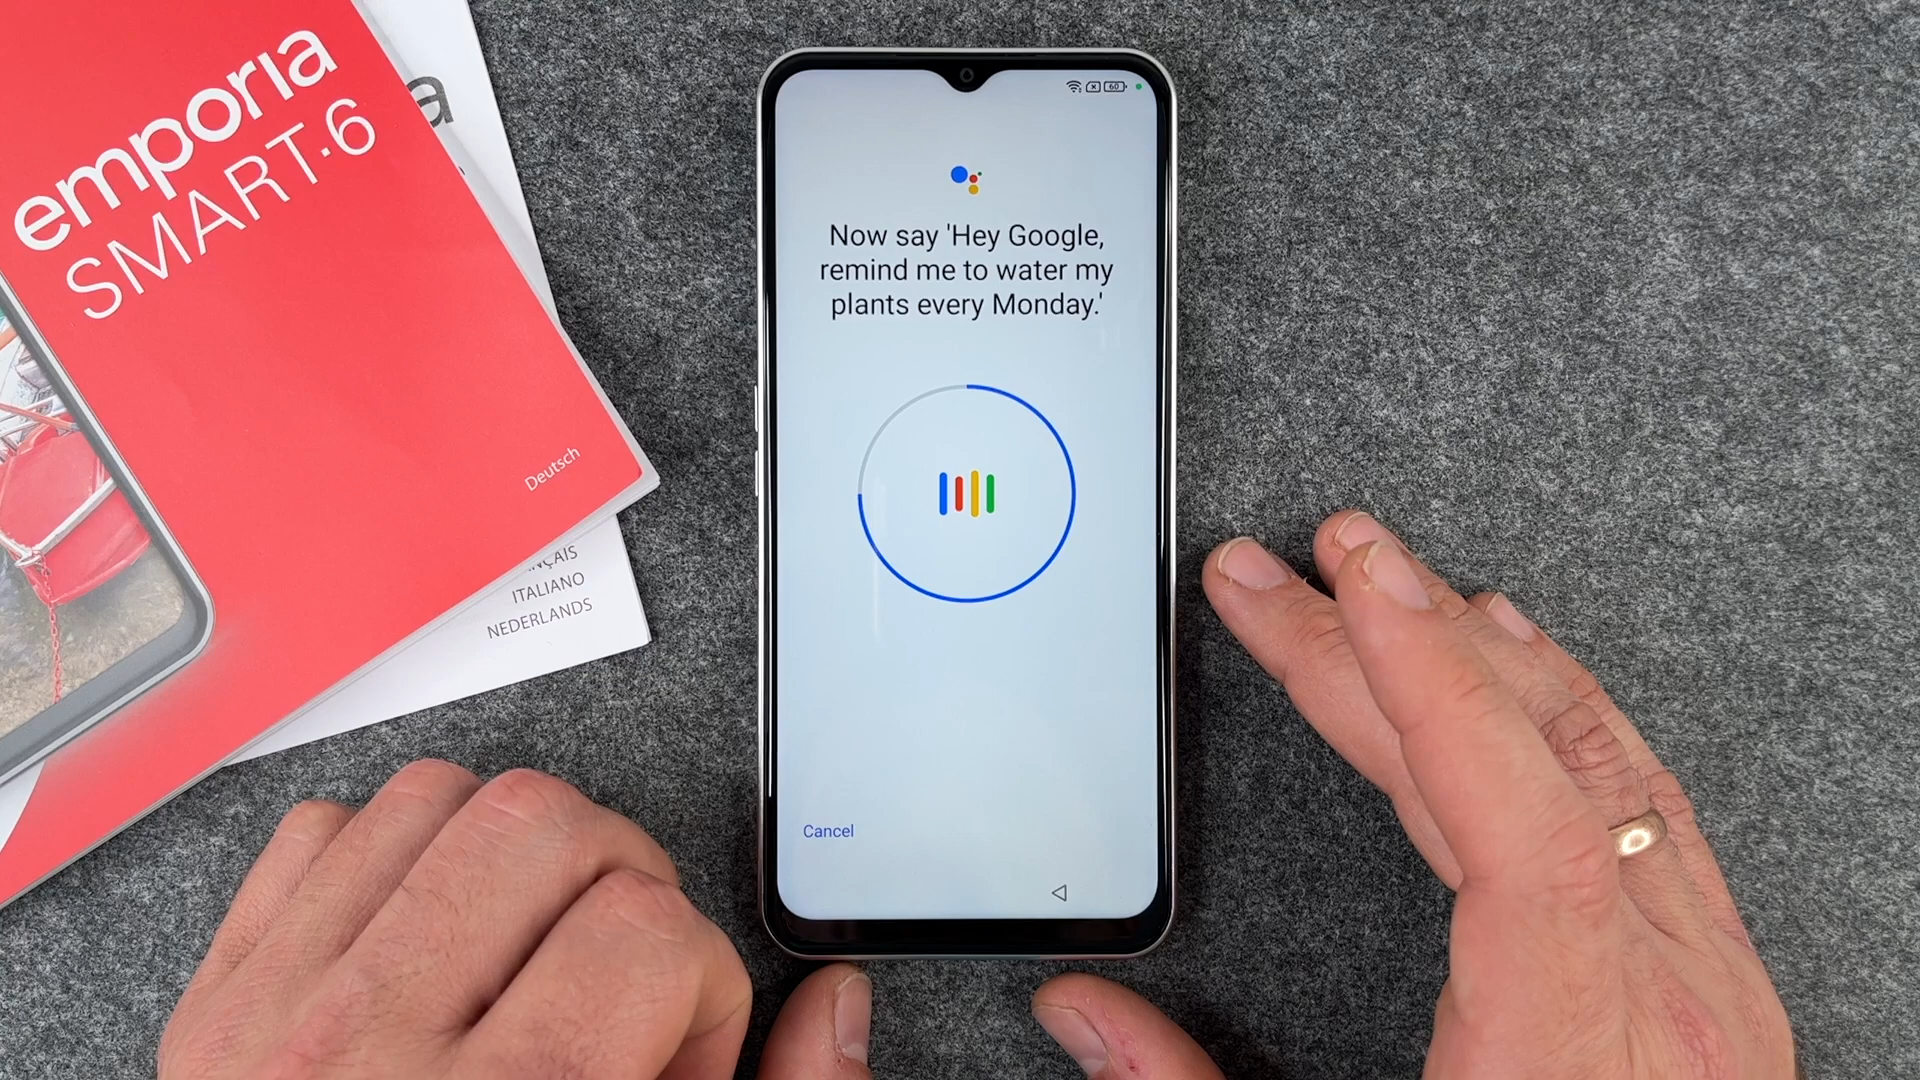 emporia
SMART.6
Deutsch
a
ITALIANO
NEDERLANDS
60
Now say 'Hey Google,
remind me to water my
plants every Monday.'
Cancel